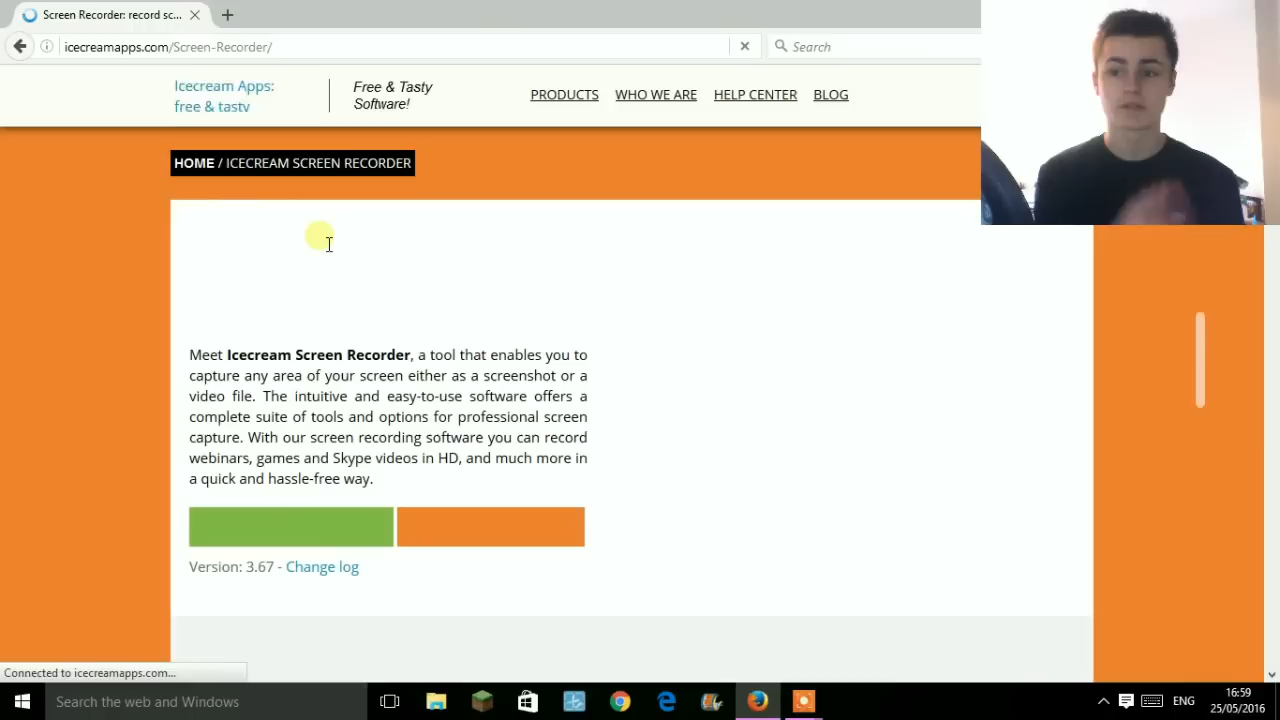 Screen Recorder: record sc...
icecreamapps.com/Screen-Recorder/
Search
Icecream Apps:
free & tasty
Free & Tasty
Software!
PRODUCTS WHO WE ARE HELP CENTER BLOG
HOME / ICECREAM SCREEN RECORDER
Meet Icecream Screen Recorder, a tool that enables you to
capture any area of your screen either as a screenshot or a
video file. The intuitive and easy-to-use software offers a
complete suite of tools and options for professional screen
capture. With our screen recording software you can record
webinars, games and Skype videos in HD, and much more in
a quick and hassle-free way.
Version: 3.67 - Change log
Connected to icecreamapps.com...
Search the web and Windows
ENG
16:59
25/05/2016